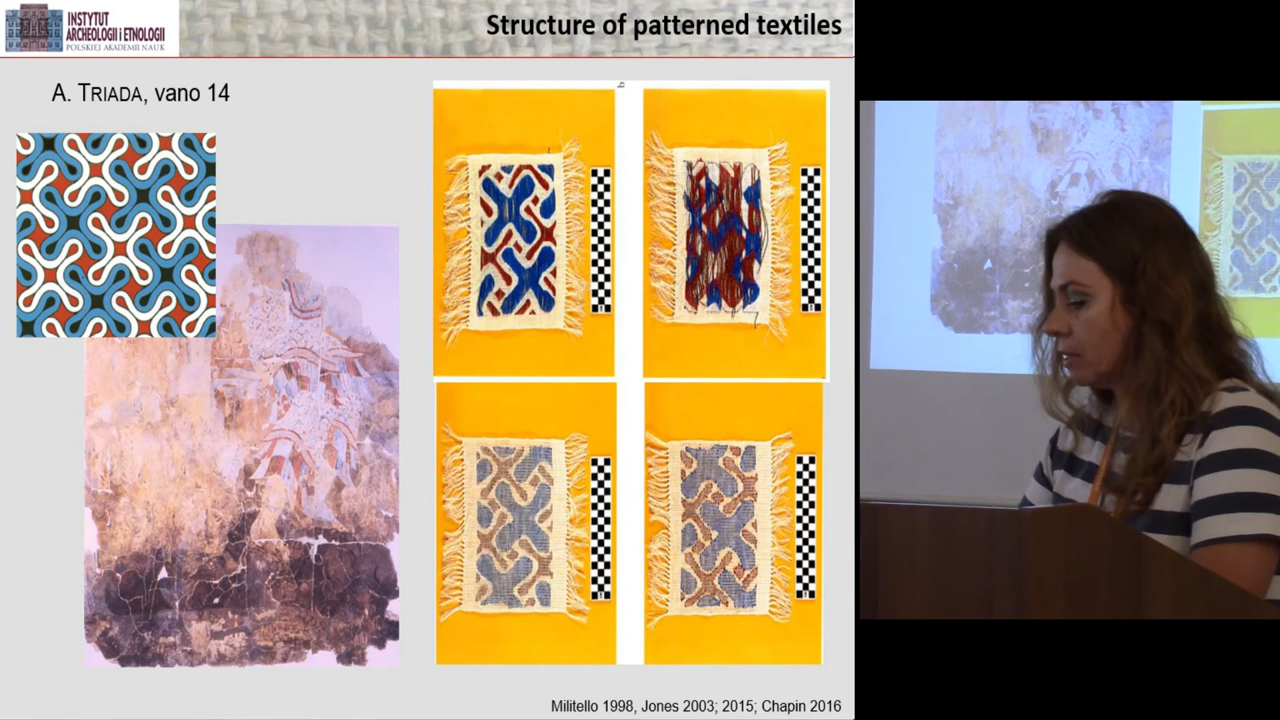 INSTYTUT
ARCHEOLOGII i ETNOLOGII
POLSKIEJ AKADEMII NAUK
Structure of patterned textiles
A. TRIADA, vano 14
b
Militello 1998, Jones 2003; 2015; Chapin 2016